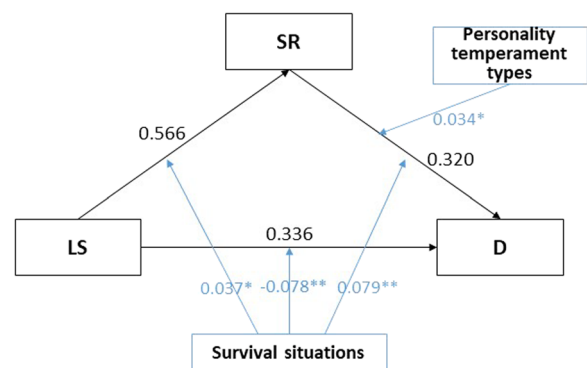 SR
Personality
temperament
types
0.566
0.034*
0.320
LS
0.336
D
0.037*
-0.078**
0.079**
Survival situations